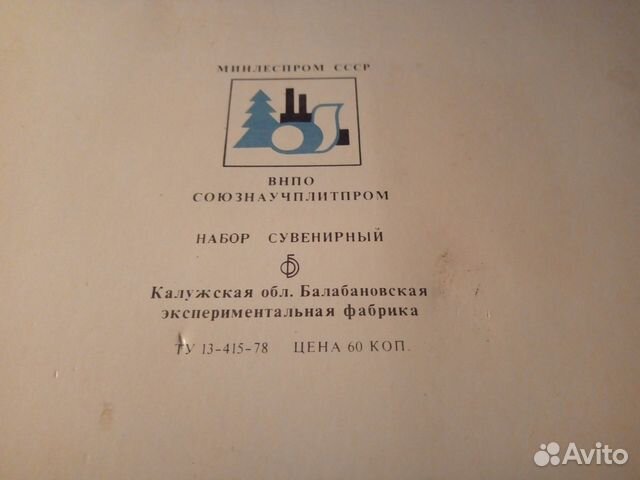 МИНЛЕСПРОМ СССР
ВНПО
СОЮЗНАУЧПЛИТПРОМ
НАБОР СУВЕНИРНЫЙ
Калужская обл. Балабановская
экспериментальная фабрика
ТУ 13-415-78 ЦЕНА 60 КОП.
Avito